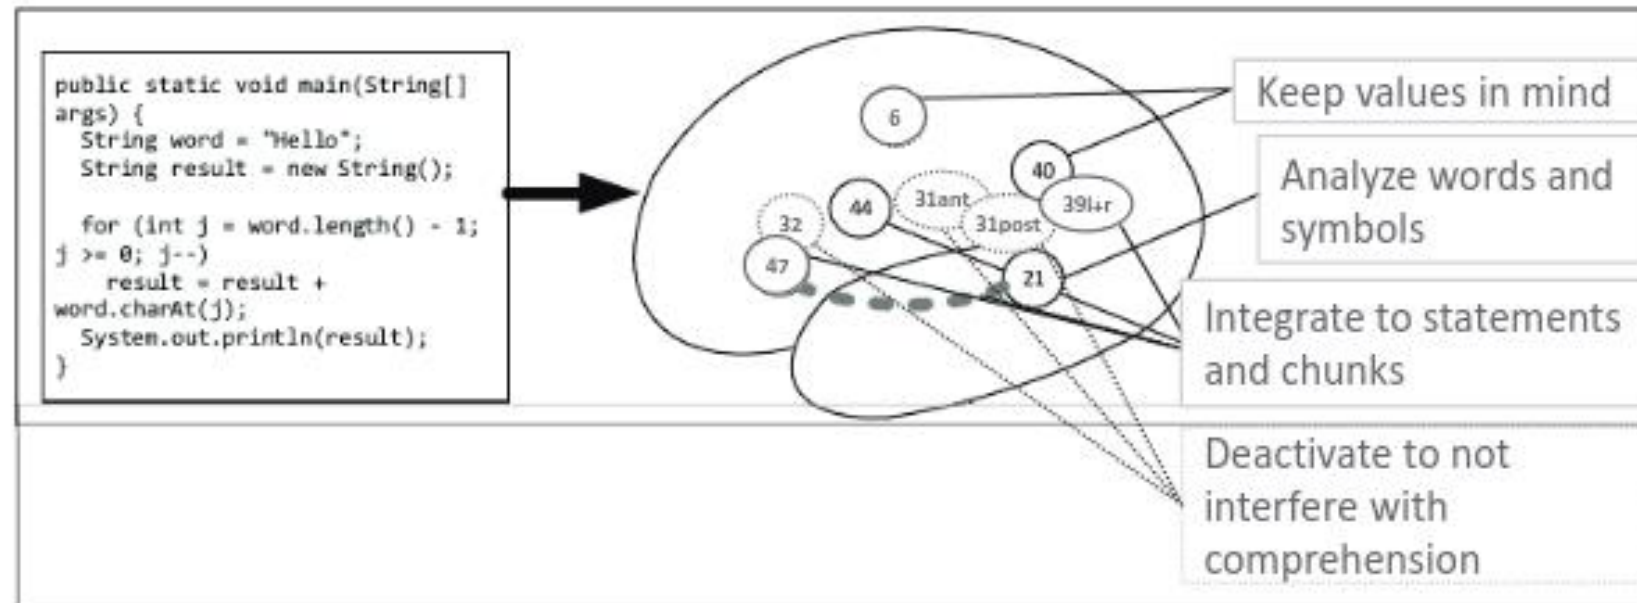 public static void main(String[]
args) {
  String word = "Hello";
  String result = new String();
  for (int j = word.length() - 1;
j >= 0; j--)
    result = result +
word.charAt(j);
  System.out.println(result);
}
6
40
44
31ant
31post
39l+r
32
47
21
Keep values in mind
Analyze words and
symbols
Integrate to statements
and chunks
Deactivate to not
interfere with
comprehension